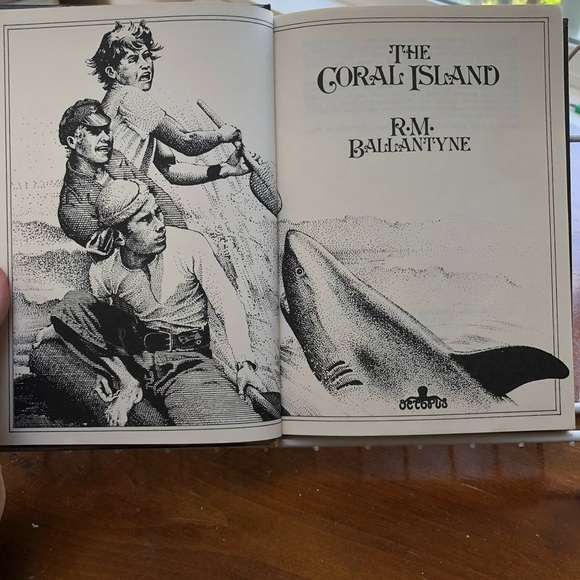 THE
CORAL ISLAND
R.M.
BALLANTYNE
OCTOPUS